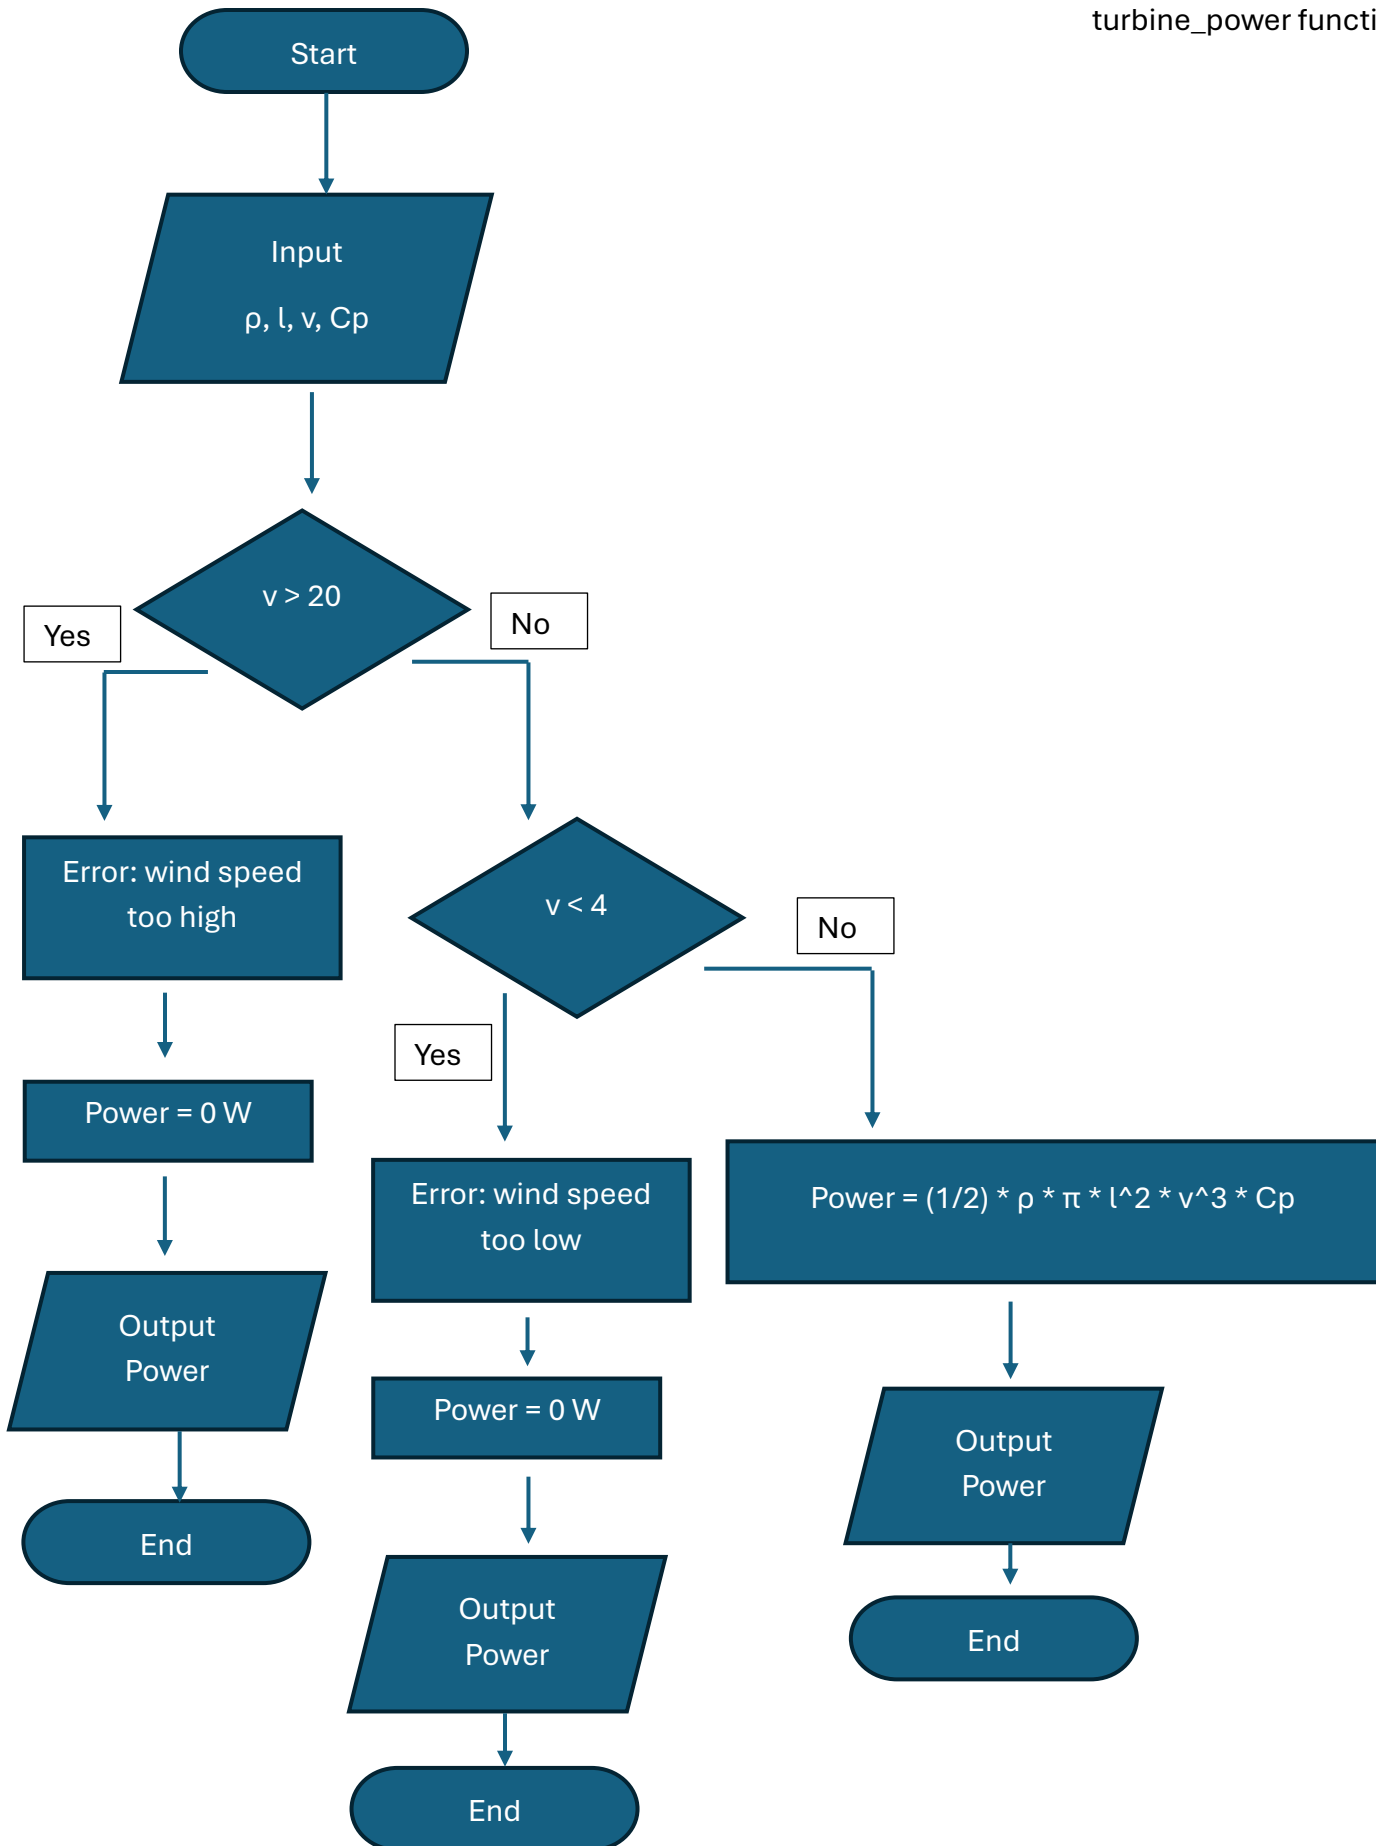 turbine_power functi
Start
Input
ρ, l, v, Cp
v > 20
Yes
No
Error: wind speed
too high
v < 4
No
Yes
Power = 0 W
Error: wind speed
too low
Power = (1/2) * ρ * π * l^2 * v^3 * Cp
Output
Power
Power = 0 W
Output
Power
End
Output
Power
End
End